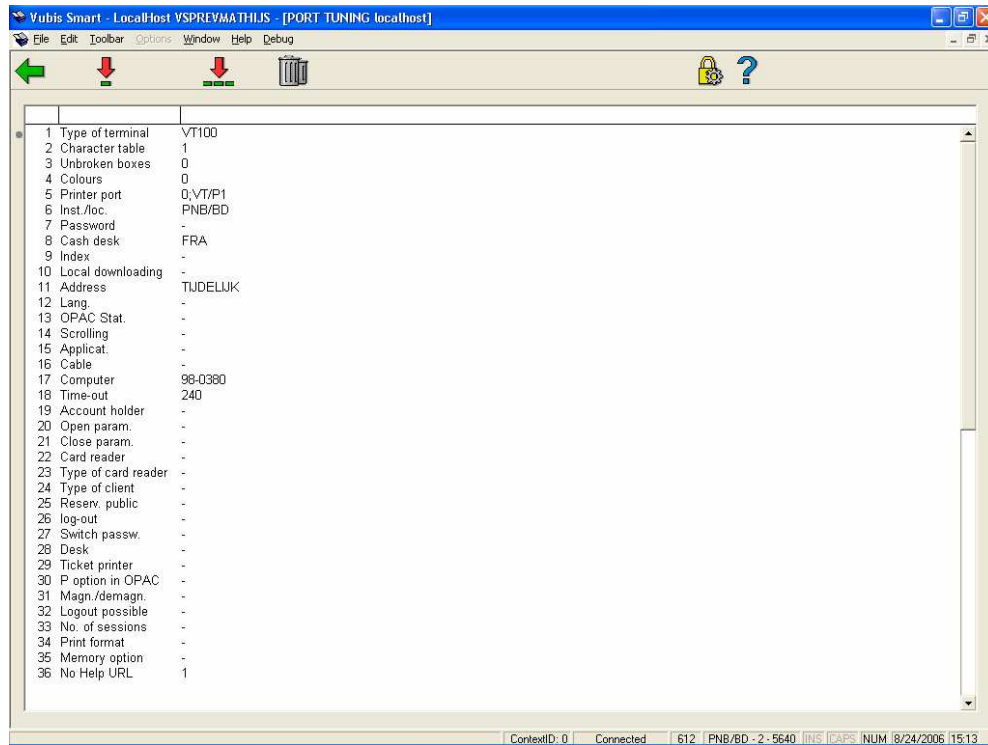 Vubis Smart - LocalHost VSPREVMATHIJS - [PORT TUNING localhost]
File Edit Toolbar Options Window Help Debug
1 Type of terminal VT100
2 Character table 1
3 Unbroken boxes 0
4 Colours 0
5 Printer port 0;VT/P1
6 Inst./loc. PNB/BD
7 Password -
8 Cash desk FRA
9 Index -
10 Local downloading -
11 Address TIJDELIJK
12 Lang. -
13 OPAC Stat. -
14 Scrolling -
15 Applicat. -
16 Cable -
17 Computer 98-0380
18 Time-out 240
19 Account holder -
20 Open param. -
21 Close param. -
22 Card reader -
23 Type of card reader -
24 Type of client -
25 Reserv. public -
26 log-out -
27 Switch passw. -
28 Desk -
29 Ticket printer -
30 P option in OPAC -
31 Magn./demagn. -
32 Logout possible -
33 No. of sessions -
34 Print format -
35 Memory option -
36 No Help URL 1
ContextID: 0 Connected 612 PNB/BD - 2 - 5640 INS CAPS NUM 8/24/2006 15:13